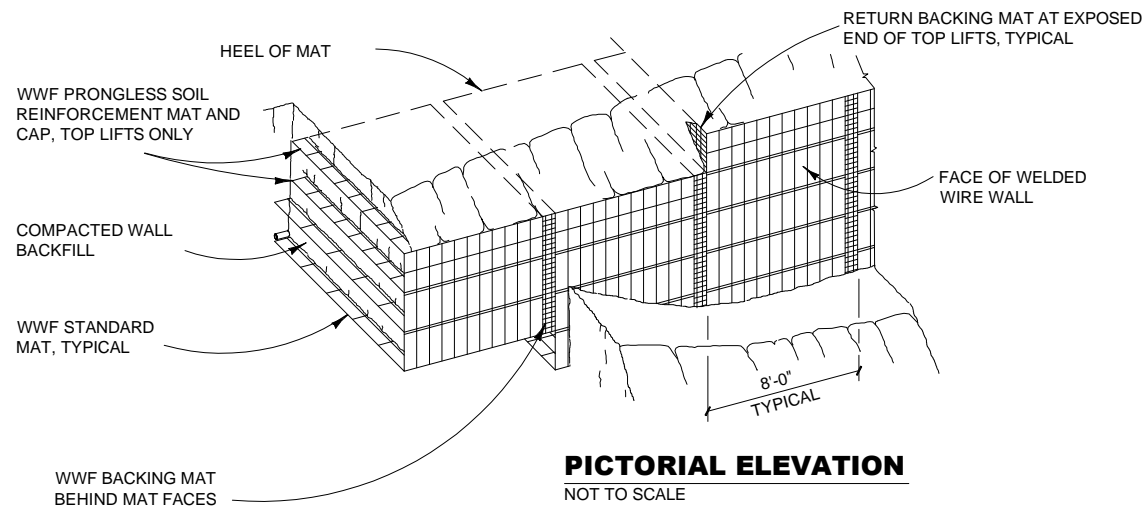 RETURN BACKING MAT AT EXPOSED
END OF TOP LIFTS, TYPICAL
HEEL OF MAT
WWF PRONGLESS SOIL
REINFORCEMENT MAT AND
CAP, TOP LIFTS ONLY
FACE OF WELDED
WIRE WALL
COMPACTED WALL
BACKFILL
WWF STANDARD
MAT, TYPICAL
8'-0"
TYPICAL
WWF BACKING MAT
BEHIND MAT FACES
PICTORIAL ELEVATION
NOT TO SCALE